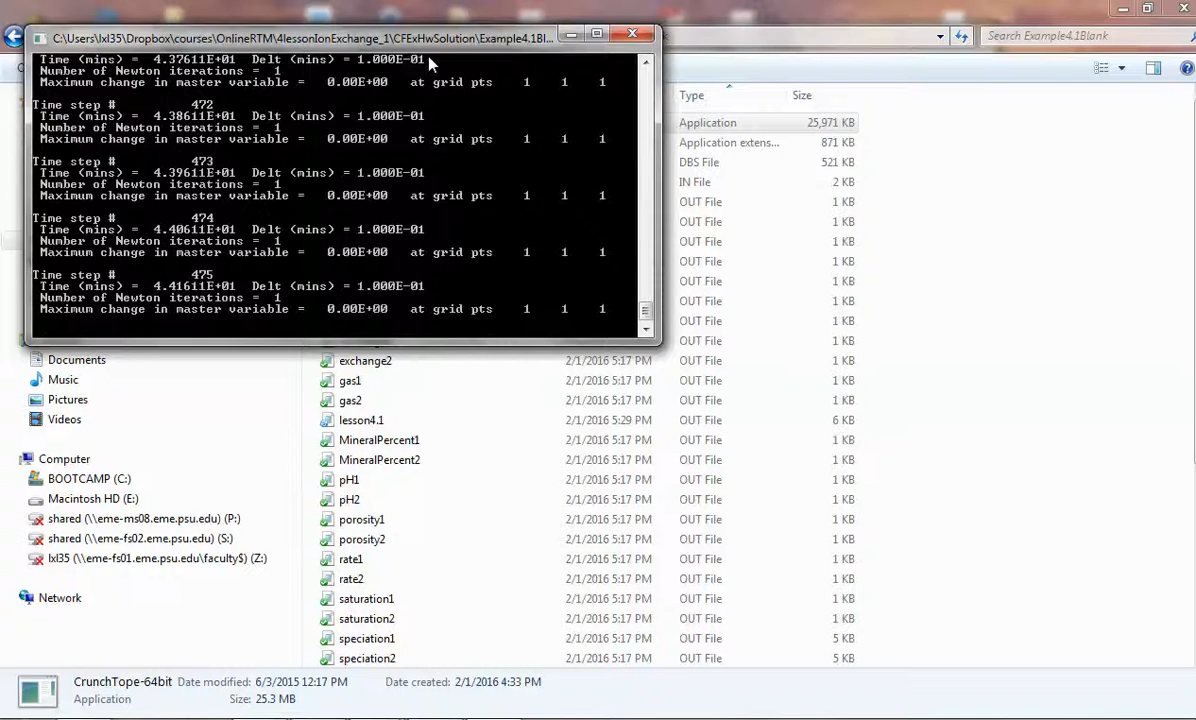 C:\Users\lxl35\Dropbox\courses\OnlineRTM\4lessonIonExchange_1\CFExHwSolution\Example4.1Bl...
Search Example4.1Blank
Time (mins) = 4.37611E+01 Delt (mins) = 1.000E-01
Number of Newton iterations = 1
Maximum change in master variable = 0.00E+00 at grid pts 1 1 1
Time step # 472
Time (mins) = 4.38611E+01 Delt (mins) = 1.000E-01
Number of Newton iterations = 1
Maximum change in master variable = 0.00E+00 at grid pts 1 1 1
Time step # 473
Time (mins) = 4.39611E+01 Delt (mins) = 1.000E-01
Number of Newton iterations = 1
Maximum change in master variable = 0.00E+00 at grid pts 1 1 1
Time step # 474
Time (mins) = 4.40611E+01 Delt (mins) = 1.000E-01
Number of Newton iterations = 1
Maximum change in master variable = 0.00E+00 at grid pts 1 1 1
Time step # 475
Time (mins) = 4.41611E+01 Delt (mins) = 1.000E-01
Number of Newton iterations = 1
Maximum change in master variable = 0.00E+00 at grid pts 1 1 1
Type Size
Application 25,971 KB
Application extens... 871 KB
DBS File 521 KB
IN File 2 KB
OUT File 1 KB
OUT File 1 KB
OUT File 1 KB
OUT File 1 KB
OUT File 1 KB
OUT File 1 KB
OUT File 1 KB
OUT File 1 KB
Documents
Music
Pictures
Videos
Computer
BOOTCAMP (C:)
Macintosh HD (E:)
shared (\\eme-ms08.eme.psu.edu) (P:)
shared (\\eme-fs02.eme.psu.edu) (S:)
lxl35 (\\eme-fs01.eme.psu.edu\faculty$) (Z:)
Network
exchange2 2/1/2016 5:17 PM OUT File 1 KB
gas1 2/1/2016 5:17 PM OUT File 1 KB
gas2 2/1/2016 5:17 PM OUT File 1 KB
lesson4.1 2/1/2016 5:29 PM OUT File 6 KB
MineralPercent1 2/1/2016 5:17 PM OUT File 1 KB
MineralPercent2 2/1/2016 5:17 PM OUT File 1 KB
pH1 2/1/2016 5:17 PM OUT File 1 KB
pH2 2/1/2016 5:17 PM OUT File 1 KB
porosity1 2/1/2016 5:17 PM OUT File 1 KB
porosity2 2/1/2016 5:17 PM OUT File 1 KB
rate1 2/1/2016 5:17 PM OUT File 1 KB
rate2 2/1/2016 5:17 PM OUT File 1 KB
saturation1 2/1/2016 5:17 PM OUT File 1 KB
saturation2 2/1/2016 5:17 PM OUT File 1 KB
speciation1 2/1/2016 5:17 PM OUT File 5 KB
speciation2 2/1/2016 5:17 PM OUT File 5 KB
CrunchTope-64bit Date modified: 6/3/2015 12:17 PM Date created: 2/1/2016 4:33 PM
Application Size: 25.3 MB